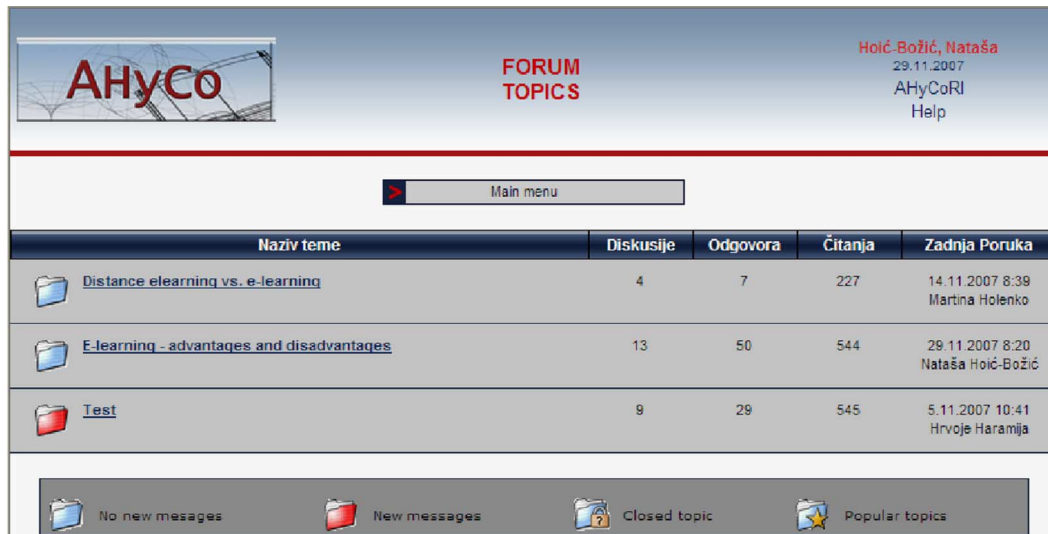 AHyCo
FORUM
TOPICS
Hoić-Božić, Nataša
29.11.2007
AHyCoRI
Help
> Main menu
Naziv teme Diskusije Odgovora Čitanja Zadnja Poruka
Distance elearning vs. e-learning 4 7 227 14.11.2007 8:39
Martina Holenko
E-learning - advantages and disadvantages 13 50 544 29.11.2007 8:20
Nataša Hoić-Božić
Test 9 29 545 5.11.2007 10:41
Hrvoje Haramija
No new mesages New messages Closed topic Popular topics